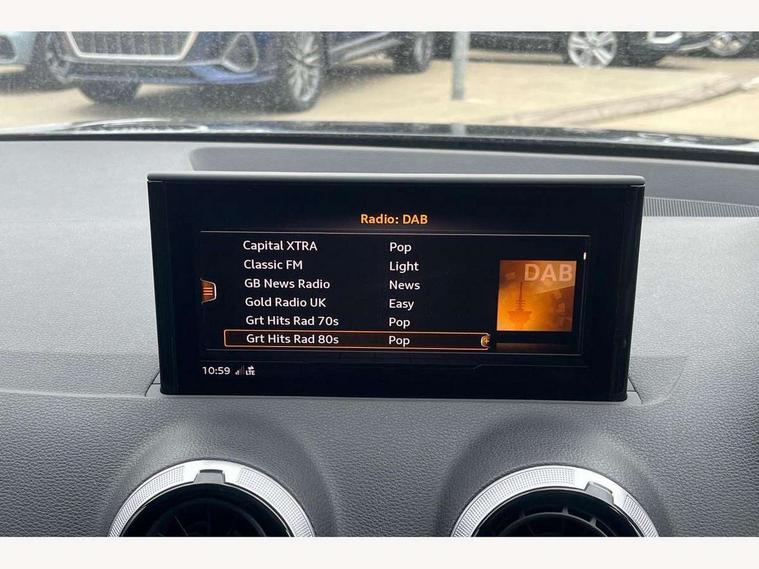 Radio: DAB
Capital XTRA Pop
Classic FM Light
GB News Radio News
Gold Radio UK Easy
Grt Hits Rad 70s Pop
Grt Hits Rad 80s Pop
DAB
10:59 LTE